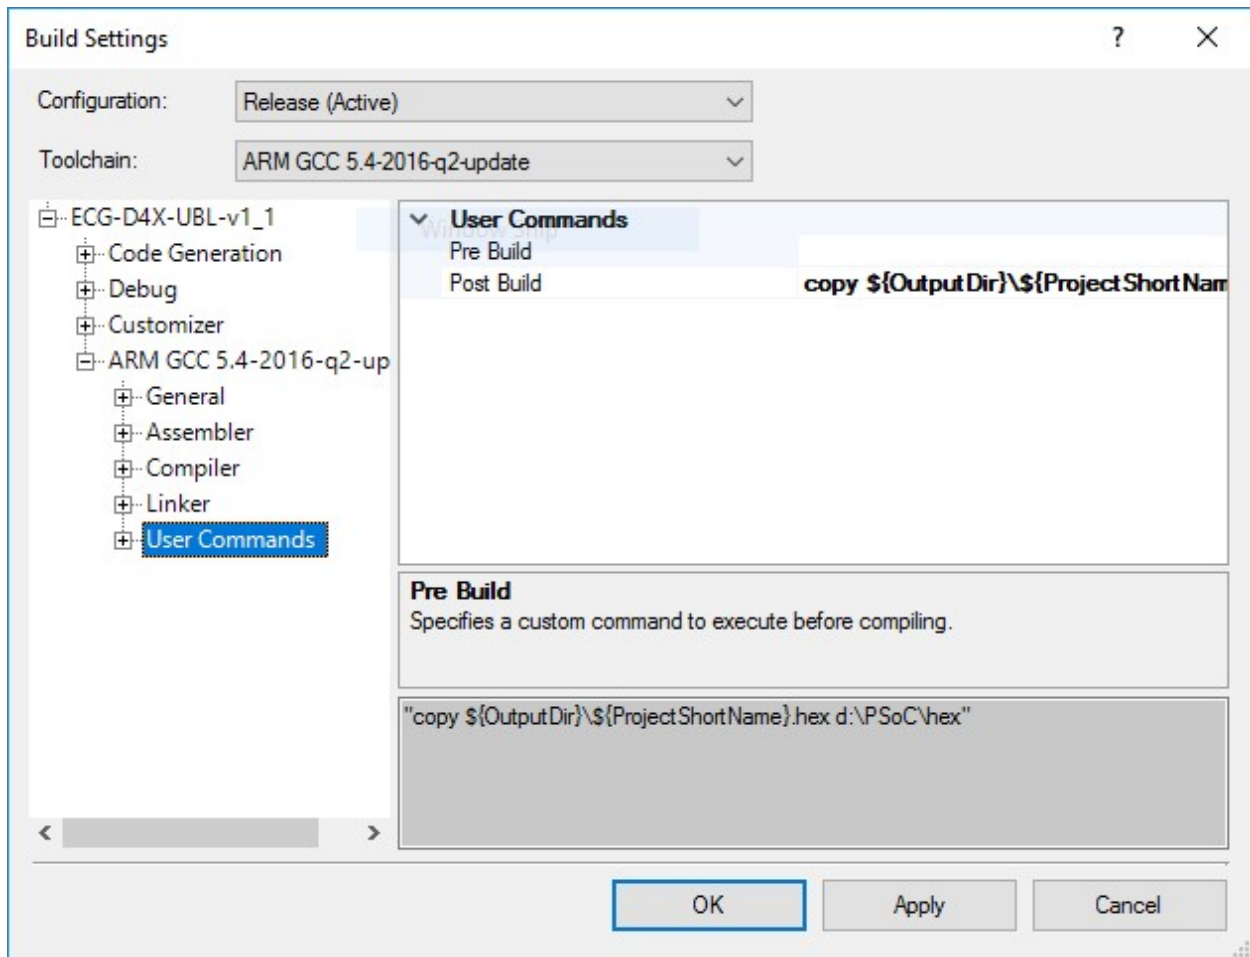 Build Settings
?
Configuration:
Release (Active)
Toolchain:
ARM GCC 5.4-2016-q2-update
ECG-D4X-UBL-v1_1
Code Generation
Debug
Customizer
ARM GCC 5.4-2016-q2-up
General
Assembler
Compiler
Linker
User Commands
User Commands
Window Snip
Pre Build
Post Build
copy ${OutputDir}\${ProjectShortNam
Pre Build
Specifies a custom command to execute before compiling.
"copy ${OutputDir}\${ProjectShortName}.hex d:\PSoC\hex"
OK
Apply
Cancel